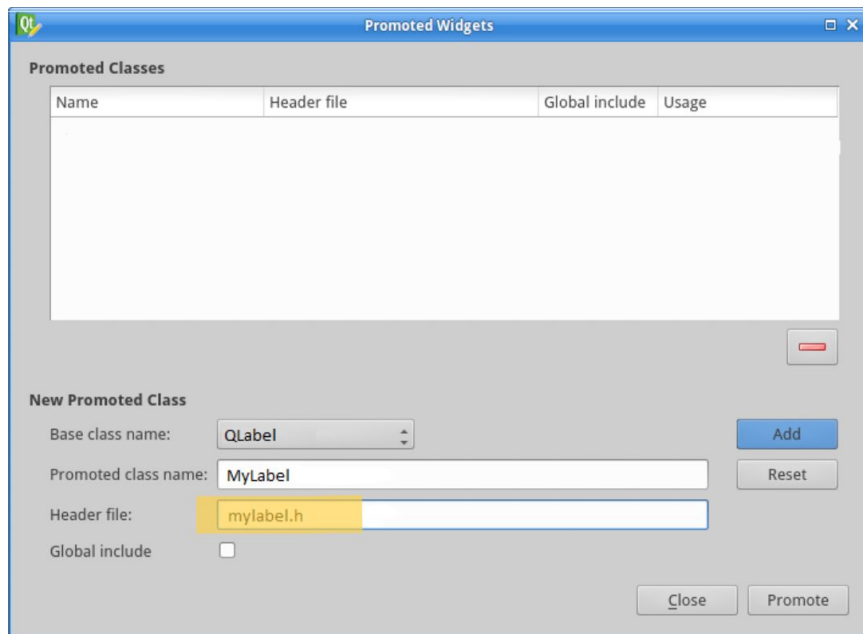 Qt
Promoted Widgets
Promoted Classes
Name Header file Global include Usage
New Promoted Class
Base class name: QLabel Add
Promoted class name: MyLabel Reset
Header file: mylabel.h
Global include
Close Promote